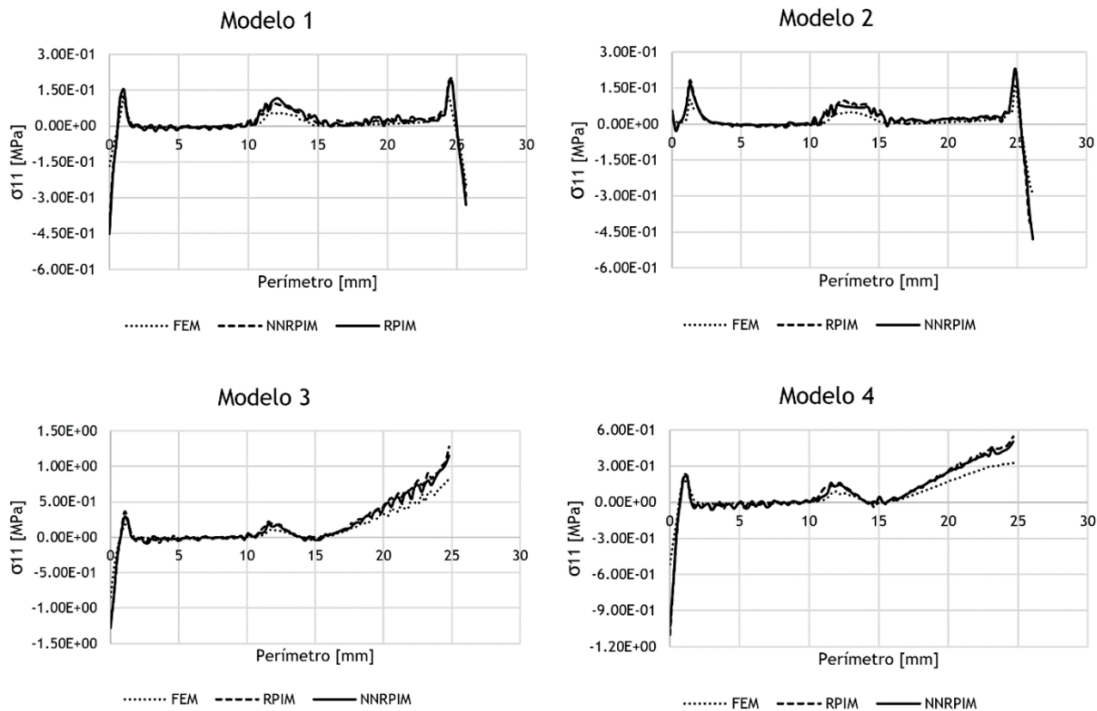 Modelo 1
3.00E-01
1.50E-01
0.00E+00
-1.50E-01
-3.00E-01
-4.50E-01
-6.00E-01
0 5 10 15 20 25 30
σ11 [MPa]
Perímetro [mm]
FEM NNRPIM RPIM
Modelo 2
3.00E-01
1.50E-01
0.00E+00
-1.50E-01
-3.00E-01
-4.50E-01
-6.00E-01
0 5 10 15 20 25 30
σ11 [MPa]
Perímetro [mm]
FEM RPIM NNRPIM
Modelo 3
1.50E+00
1.00E+00
5.00E-01
0.00E+00
-5.00E-01
-1.00E+00
-1.50E+00
0 5 10 15 20 25 30
σ11 [MPa]
Perímetro [mm]
FEM RPIM NNRPIM
Modelo 4
6.00E-01
3.00E-01
0.00E+00
-3.00E-01
-6.00E-01
-9.00E-01
-1.20E+00
0 5 10 15 20 25 30
σ11 [MPa]
Perímetro [mm]
FEM RPIM NNRPIM